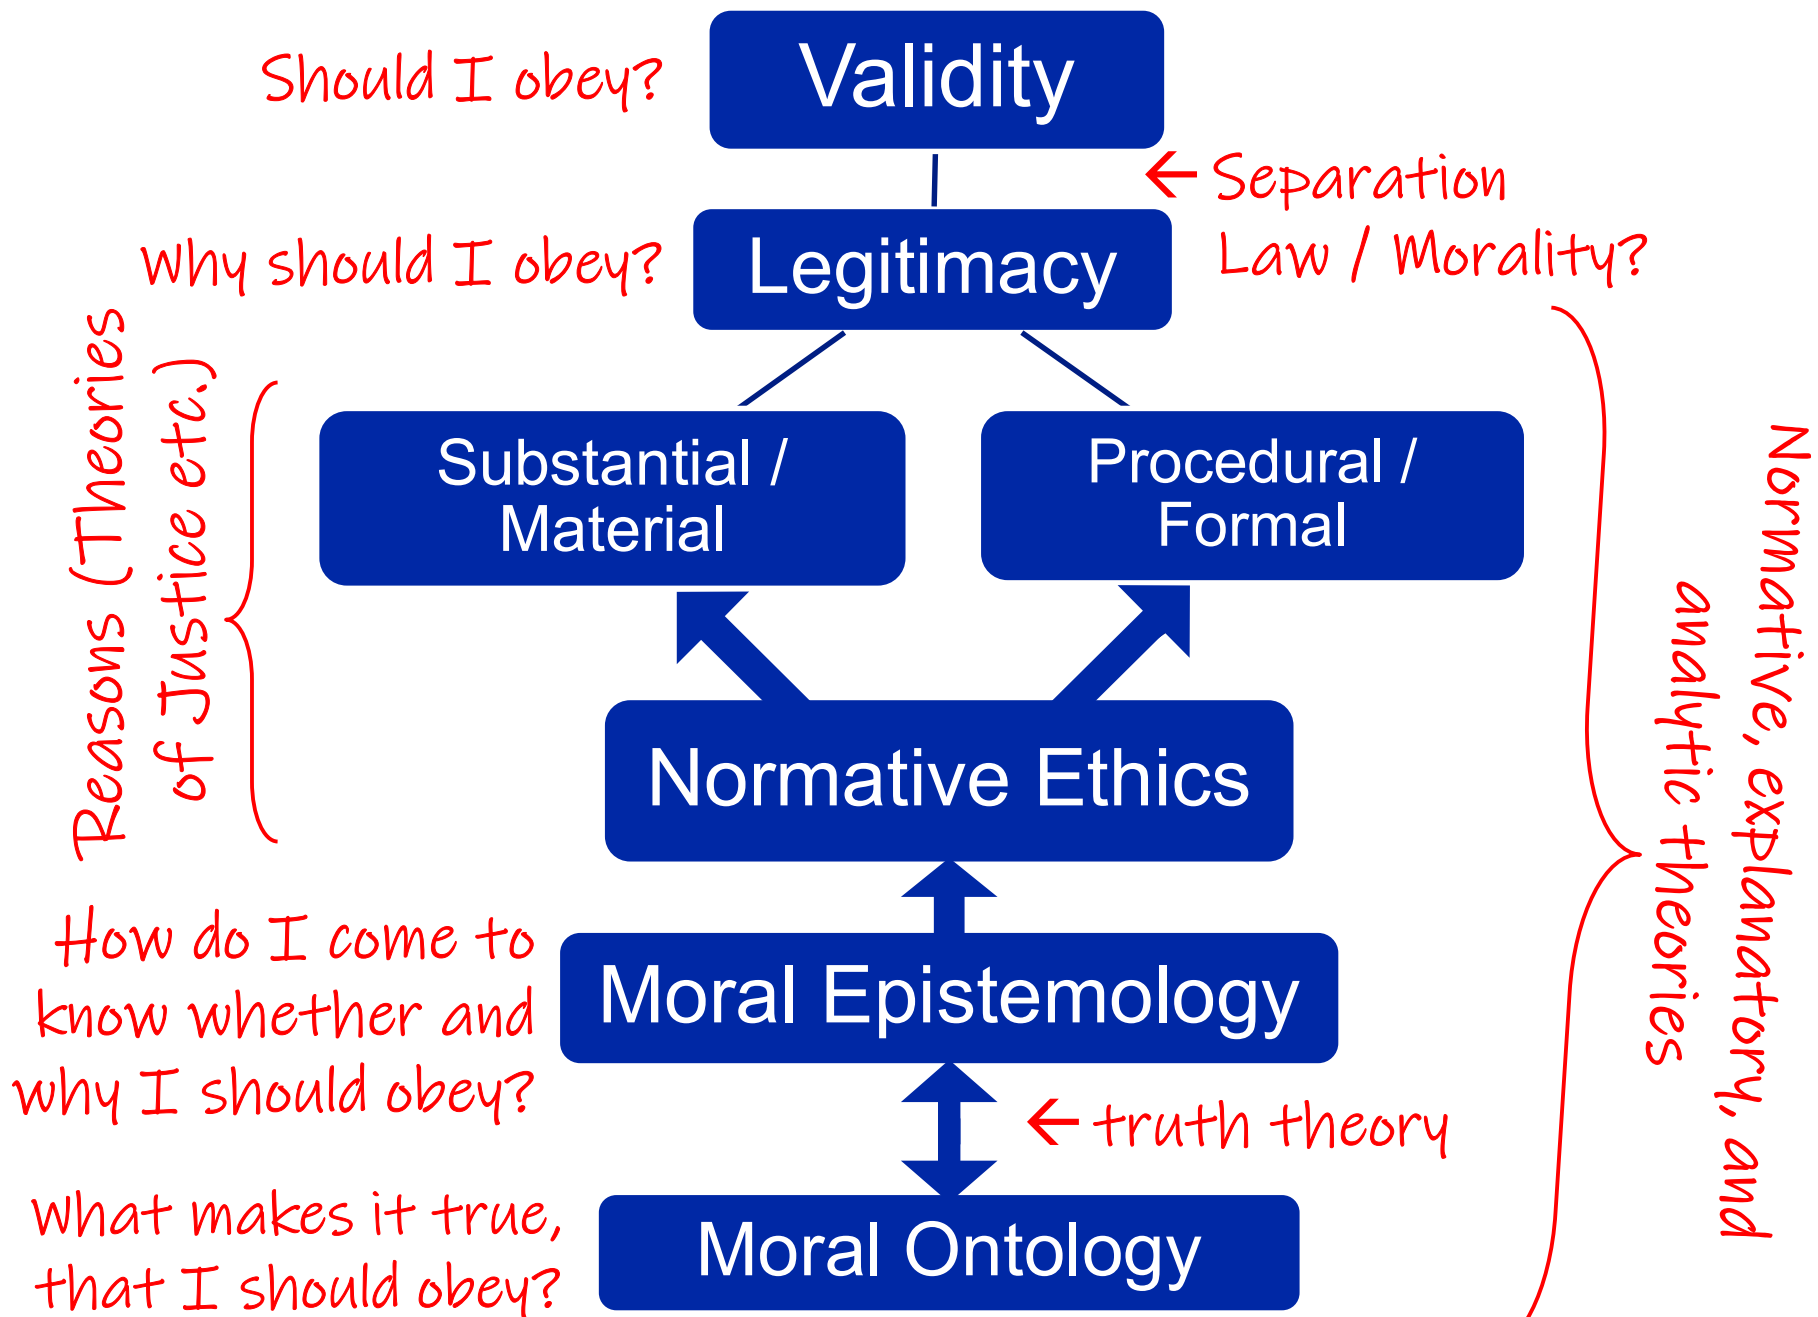 Should I obey?
Validity
← Separation
Law / Morality?
Why should I obey?
Legitimacy
Reasons (Theories
of Justice etc.)
Substantial /
Material
Procedural /
Formal
Normative, explanatory, and
analytic theories
Normative Ethics
How do I come to
know whether and
why I should obey?
Moral Epistemology
← truth theory
What makes it true,
that I should obey?
Moral Ontology